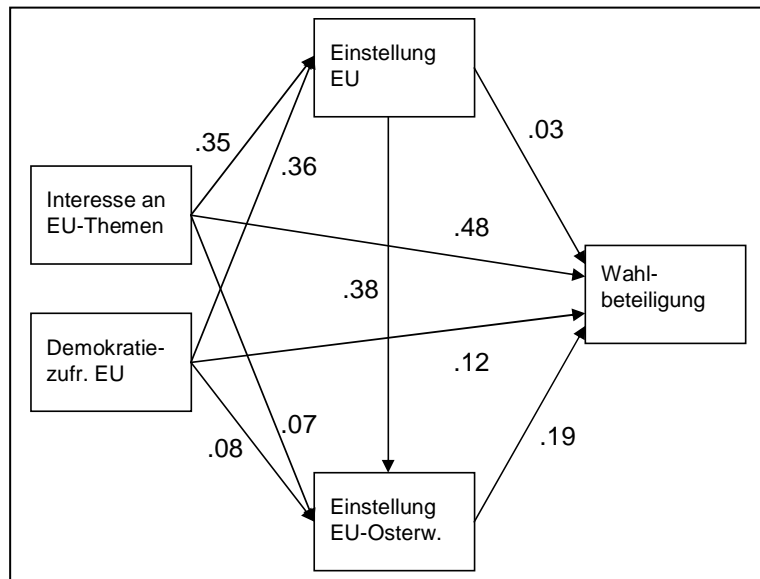 Einstellung
EU
.03
.35
.36
Interesse an
EU-Themen
.48
Wahl-
beteiligung
.38
Demokratie-
zufr. EU
.12
.07
.08
.19
Einstellung
EU-Osterw.